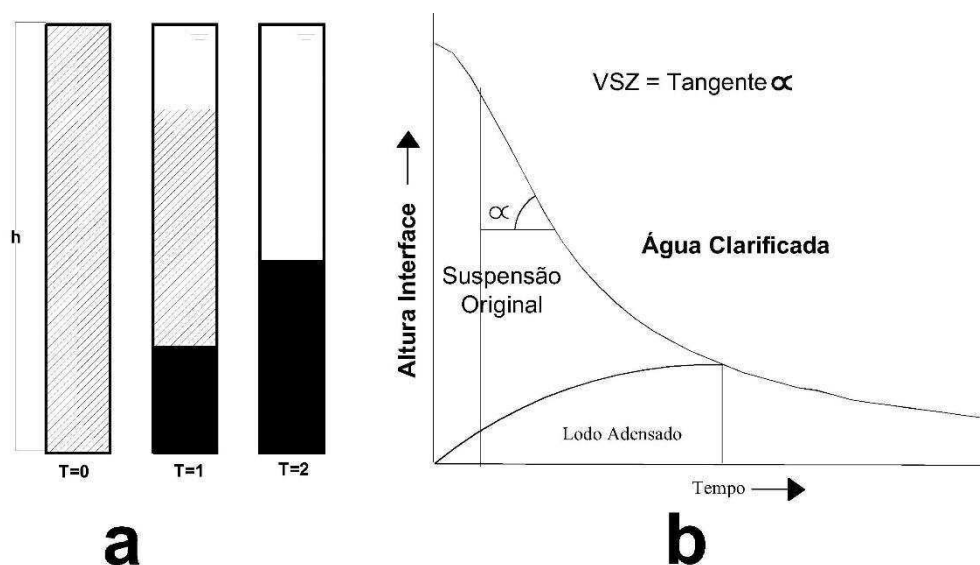 h
T=0
T=1
T=2
a
VSZ = Tangente α
Altura Interface
α
Água Clarificada
Suspensão
Original
Lodo Adensado
Tempo
b